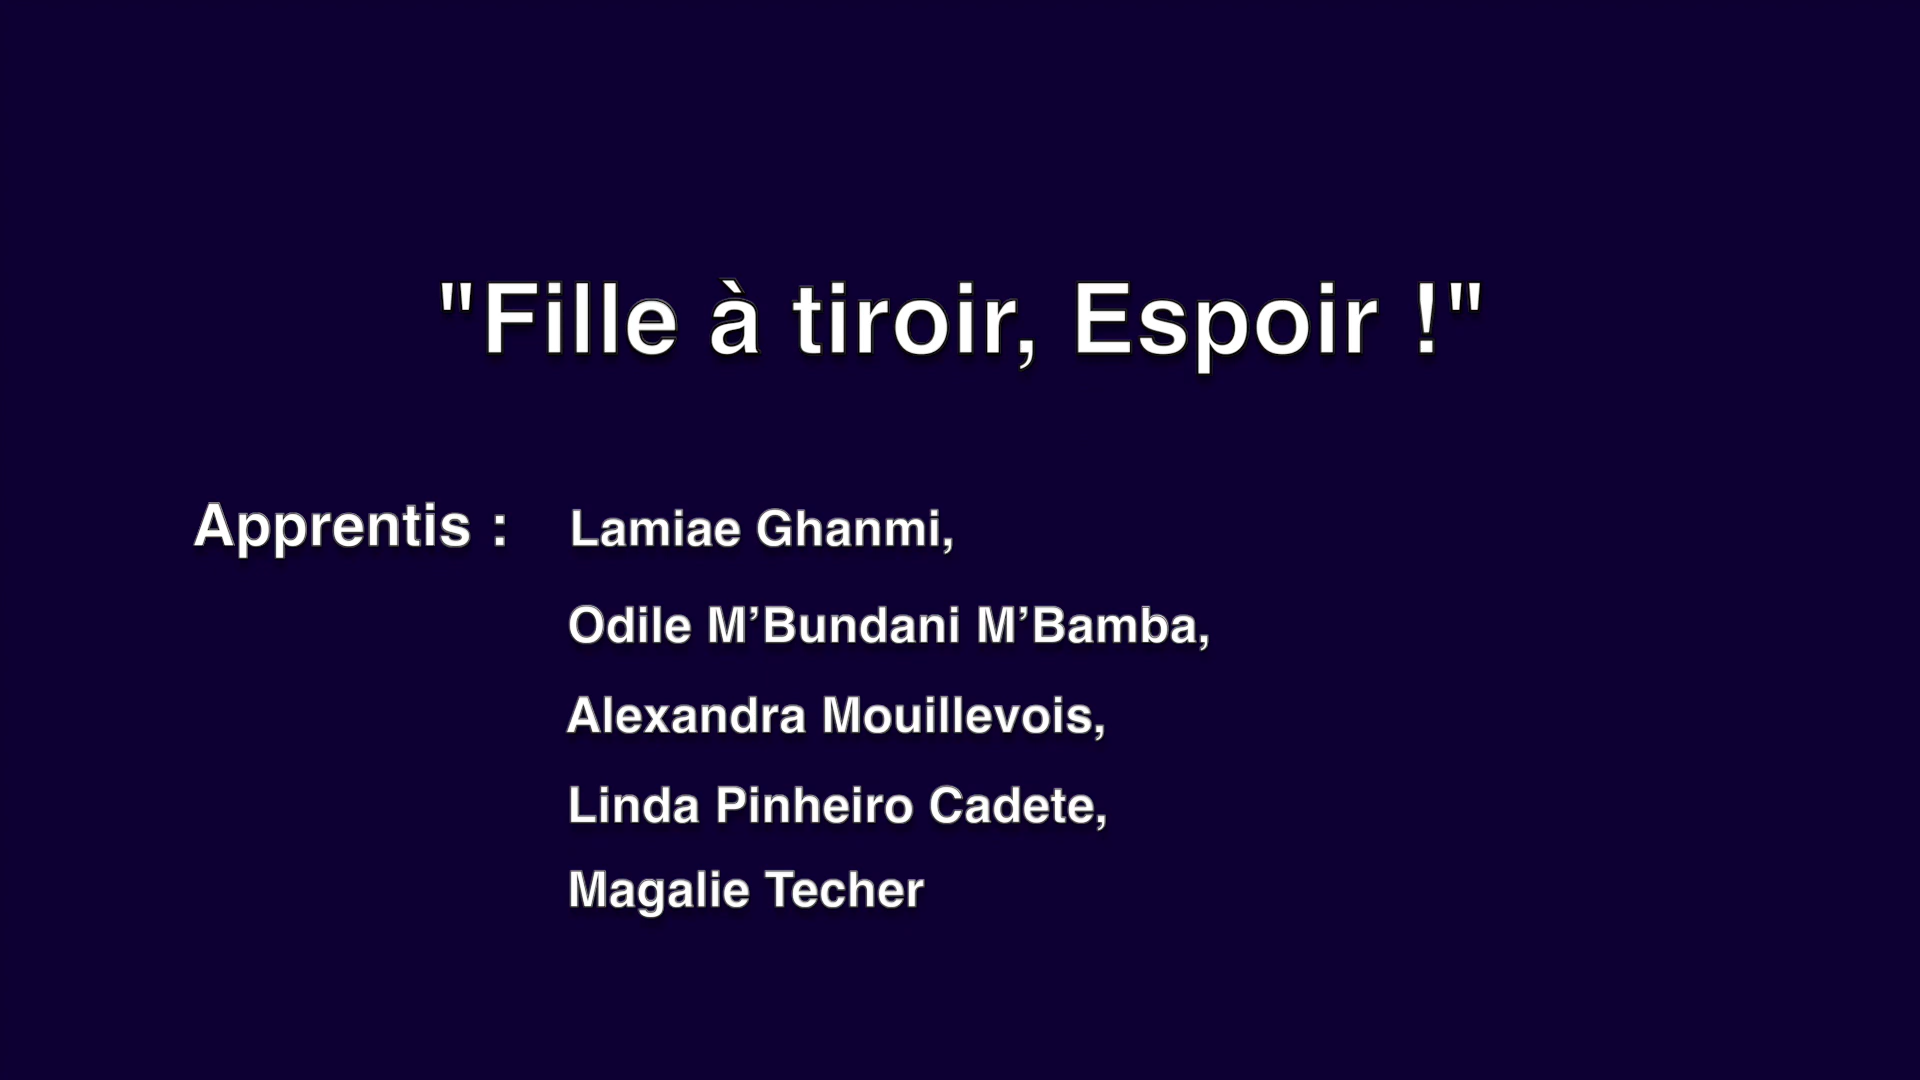 "Fille à tiroir, Espoir !"
Apprentis : Lamiae Ghanmi,
Odile M’Bundani M’Bamba,
Alexandra Mouillevois,
Linda Pinheiro Cadete,
Magalie Techer